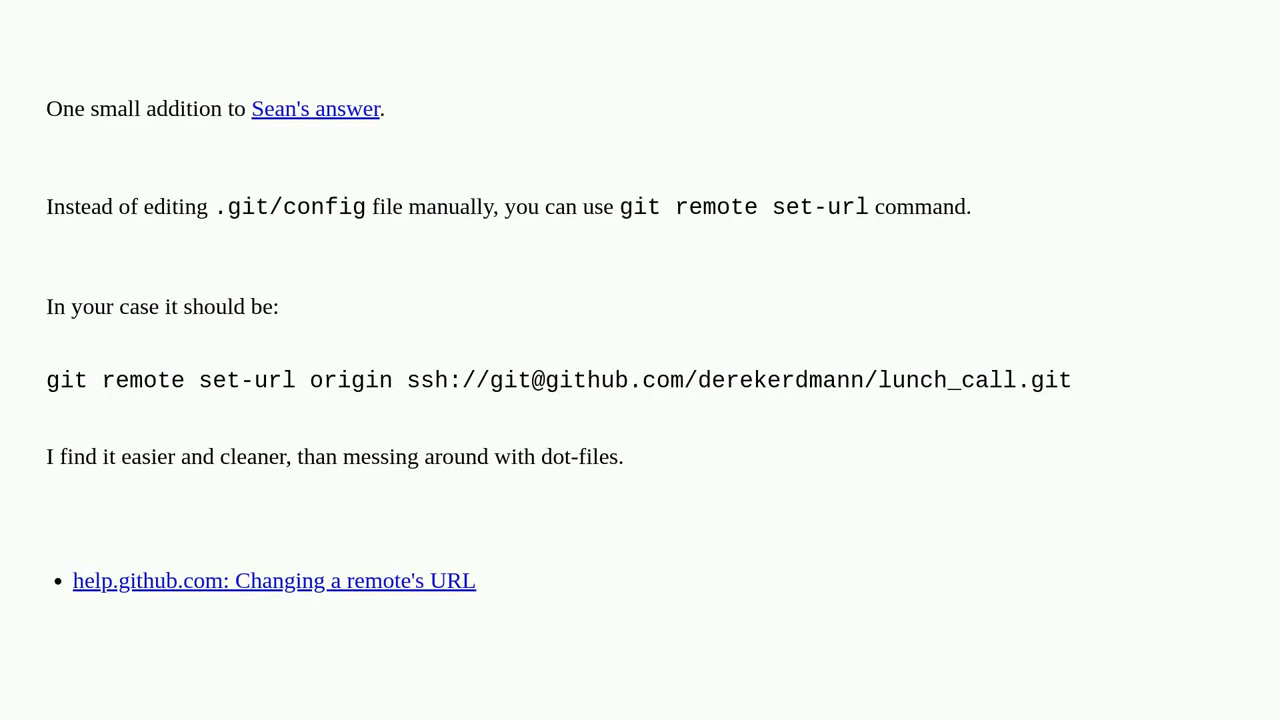 One small addition to Sean's answer.
Instead of editing .git/config file manually, you can use git remote set-url command.
In your case it should be:
git remote set-url origin ssh://git@github.com/derekerdmann/lunch_call.git
I find it easier and cleaner, than messing around with dot-files.
• help.github.com: Changing a remote's URL